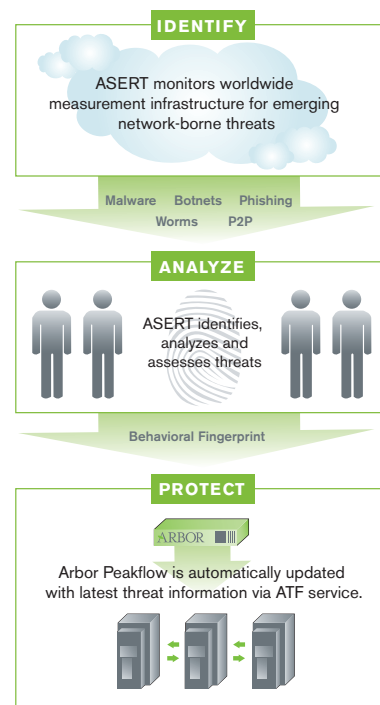 IDENTIFY
ASERT monitors worldwide
measurement infrastructure for emerging
network-borne threats
Malware Botnets Phishing
Worms P2P
ANALYZE
ASERT identifies,
analyzes and
assesses threats
Behavioral Fingerprint
PROTECT
ARBOR
Arbor Peakflow is automatically updated
with latest threat information via ATF service.